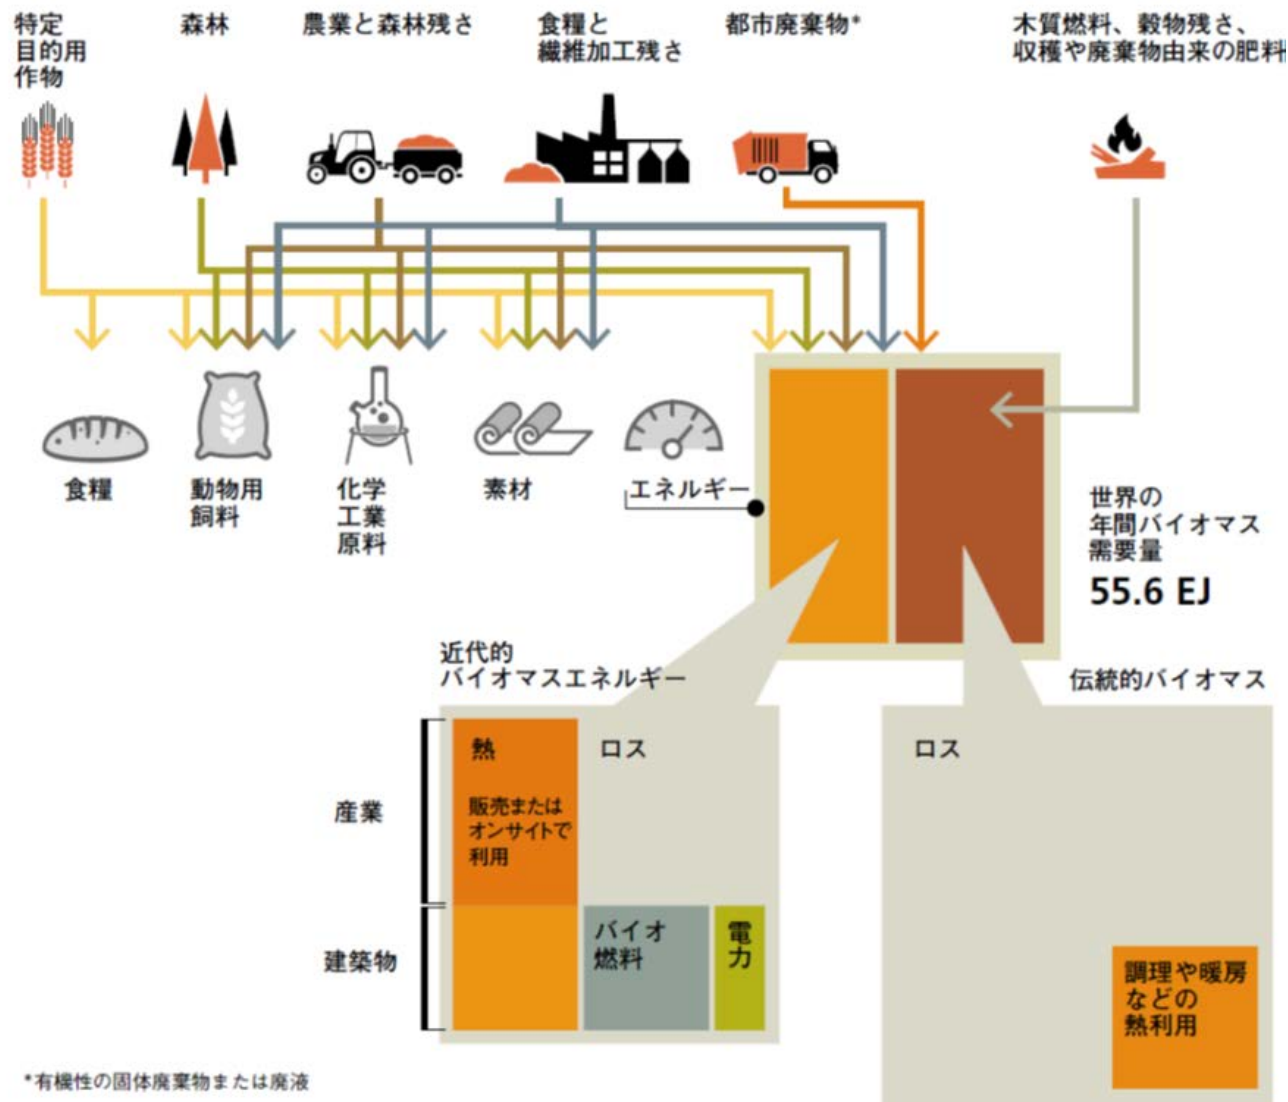 特定
目的用
作物
森林
農業と森林残さ
食糧と
繊維加工残さ
都市廃棄物*
木質燃料、穀物残さ、
収穫や廃棄物由来の肥料
食糧
動物用
飼料
化学
工業
原料
素材
エネルギー
世界の
年間バイオマス
需要量
55.6 EJ
近代的
バイオマスエネルギー
伝統的バイオマス
産業
熱
販売または
オンサイトで
利用
ロス
ロス
建築物
バイオ
燃料
電
力
調理や暖房
などの
熱利用
*有機性の固体廃棄物または廃液